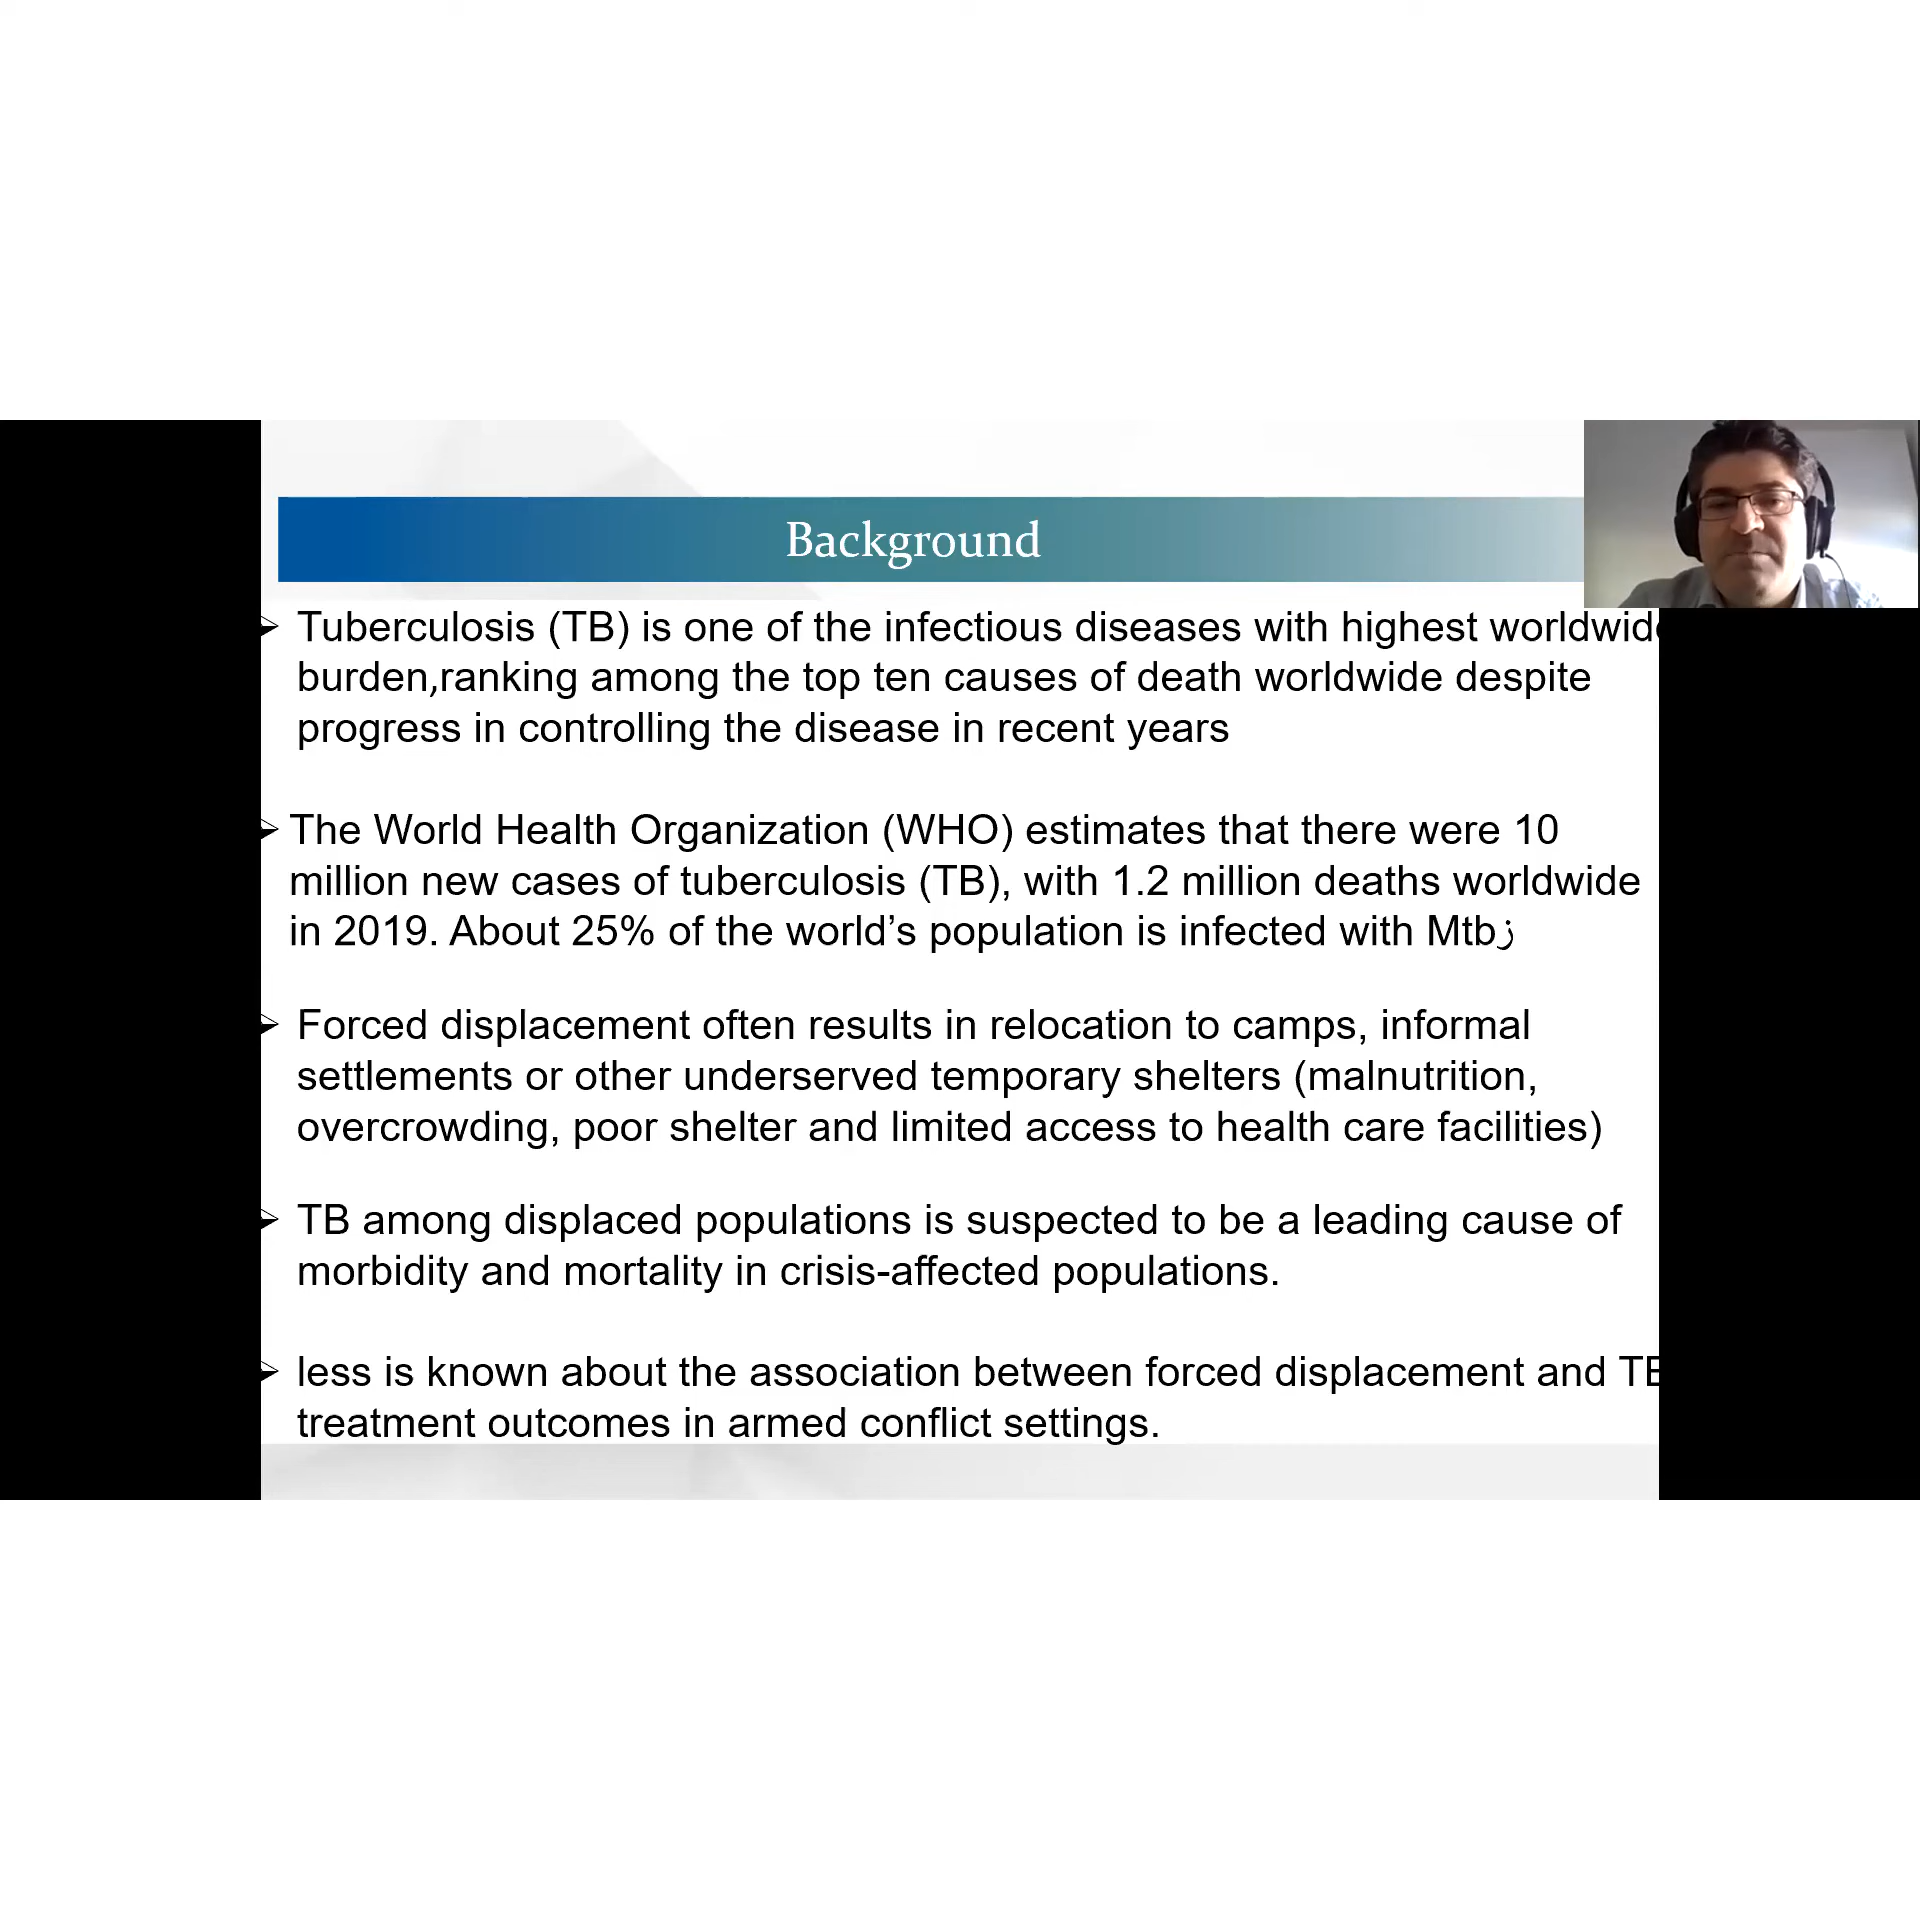 Background
➢ Tuberculosis (TB) is one of the infectious diseases with highest worldwide
burden,ranking among the top ten causes of death worldwide despite
progress in controlling the disease in recent years
➢ The World Health Organization (WHO) estimates that there were 10
million new cases of tuberculosis (TB), with 1.2 million deaths worldwide
in 2019. About 25% of the world’s population is infected with Mtbز
➢ Forced displacement often results in relocation to camps, informal
settlements or other underserved temporary shelters (malnutrition,
overcrowding, poor shelter and limited access to health care facilities)
➢ TB among displaced populations is suspected to be a leading cause of
morbidity and mortality in crisis-affected populations.
➢ less is known about the association between forced displacement and TB
treatment outcomes in armed conflict settings.